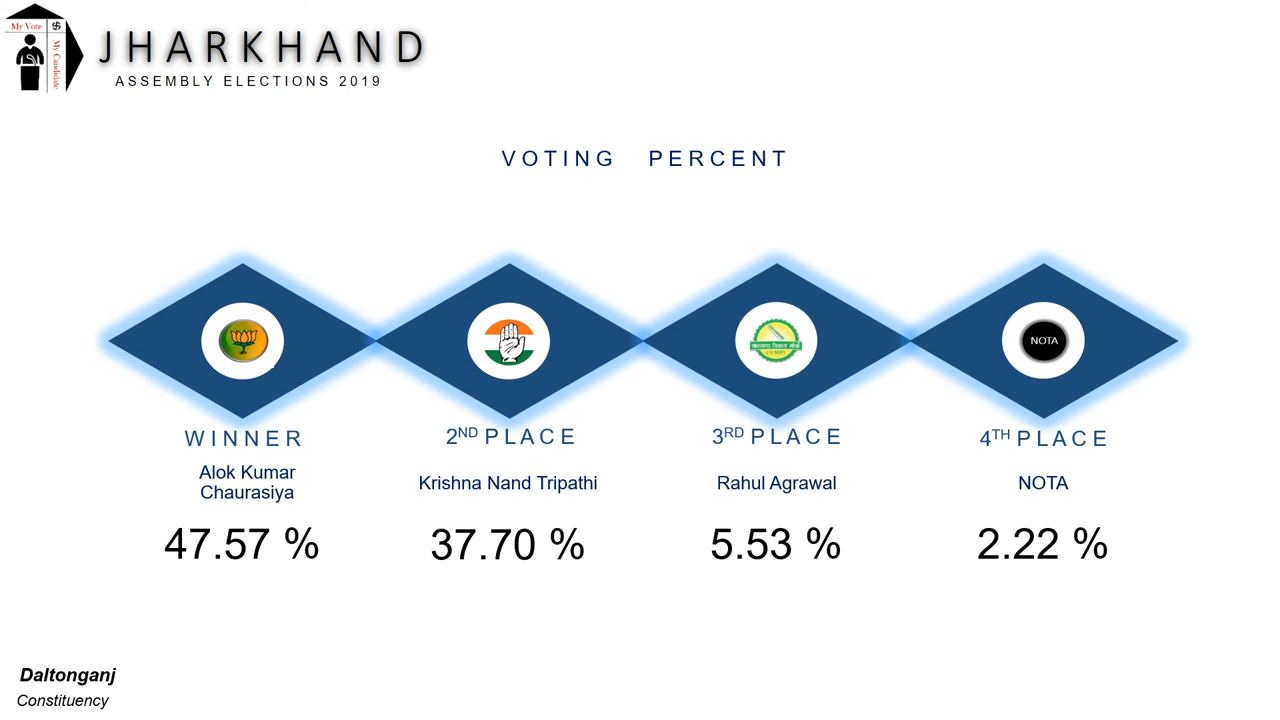 My Vote
My Candidate
JHARKHAND
ASSEMBLY ELECTIONS 2019
VOTING PERCENT
NOTA
WINNER
2ND PLACE
3RD PLACE
4TH PLACE
Alok Kumar
Chaurasiya
Krishna Nand Tripathi
Rahul Agrawal
NOTA
47.57 %
37.70 %
5.53 %
2.22 %
Daltonganj
Constituency